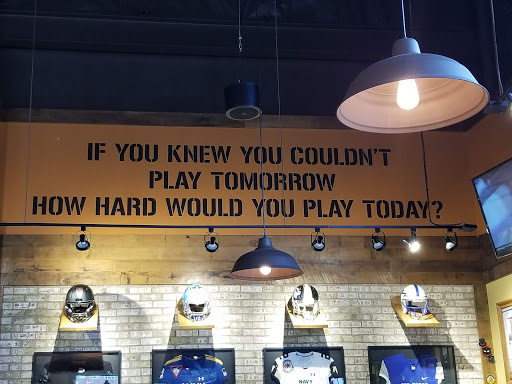 IF YOU KNEW YOU COULDN'T
PLAY TOMORROW
HOW HARD WOULD YOU PLAY TODAY?
NAVY